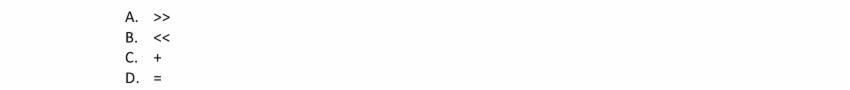 A. >>
B. <<
C. +
D. =